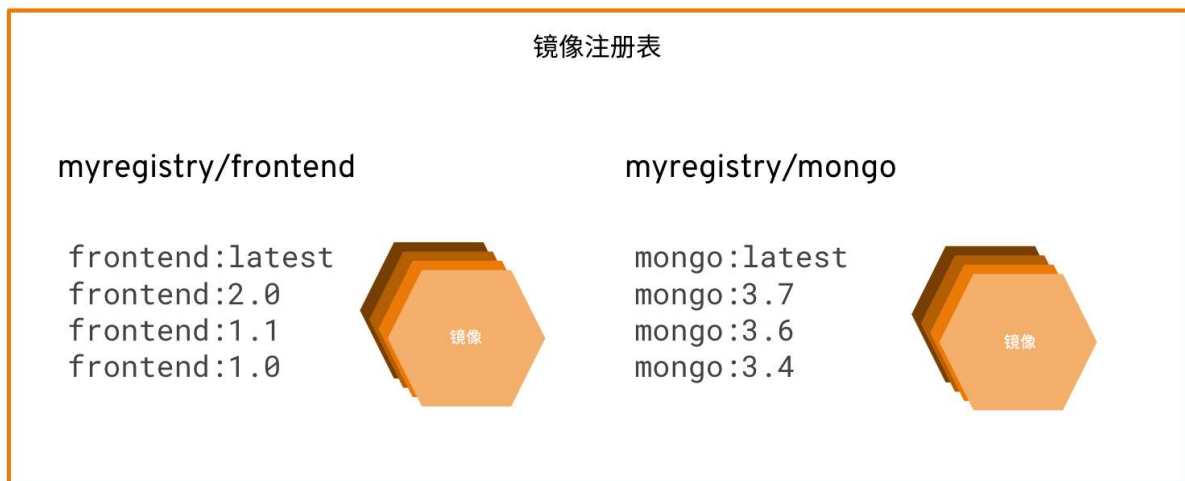 镜像注册表
myregistry/frontend
frontend:latest
frontend:2.0
frontend:1.1
frontend:1.0
镜像
myregistry/mongo
mongo:latest
mongo:3.7
mongo:3.6
mongo:3.4
镜像